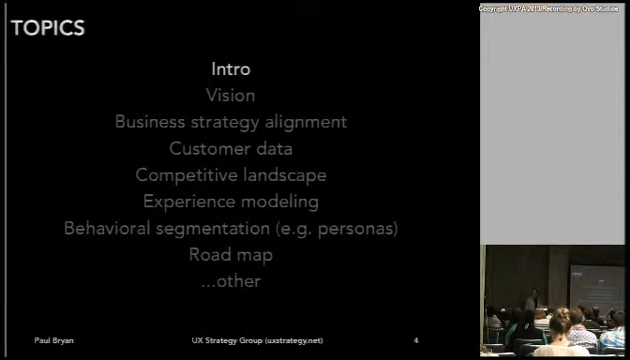 Copyright UXPA 2013/Recording by Ovo Studios
TOPICS
Intro
Vision
Business strategy alignment
Customer data
Competitive landscape
Experience modeling
Behavioral segmentation (e.g. personas)
Road map
...other
Paul Bryan
UX Strategy Group (uxstrategy.net)
4